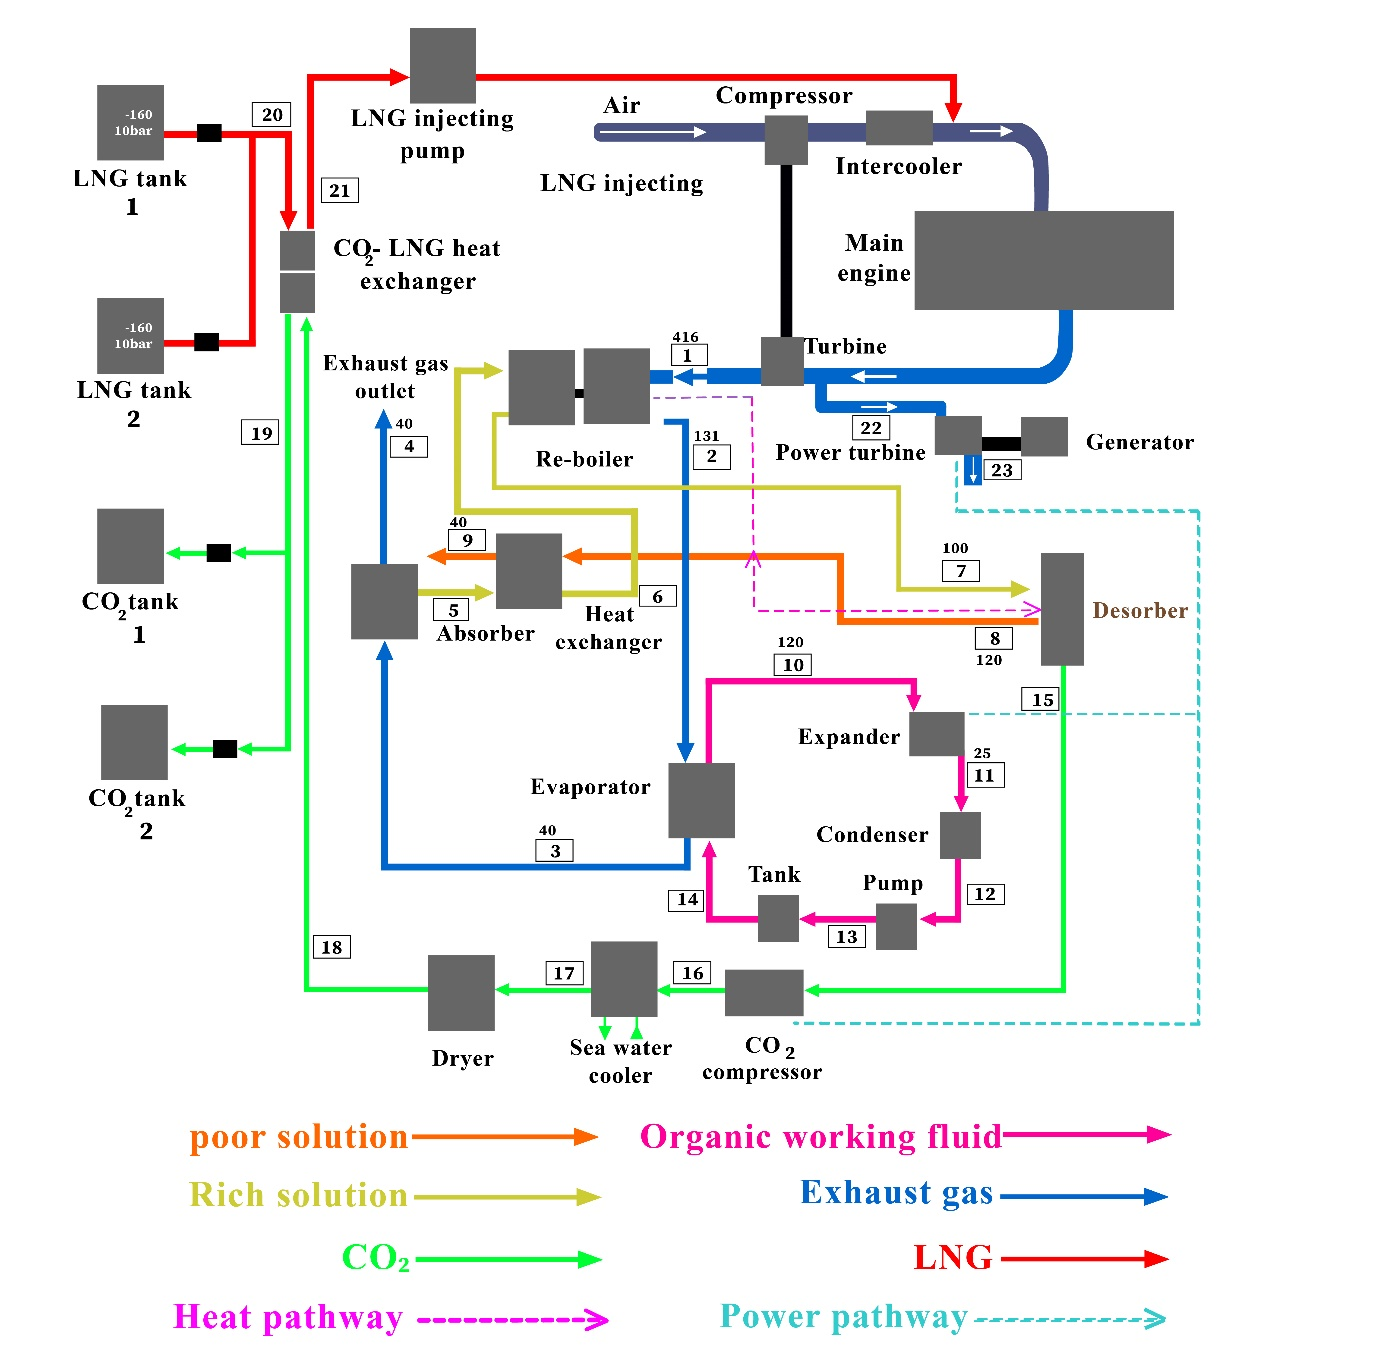 -160
10bar
LNG tank
1
20
21
LNG injecting
pump
Air
Compressor
LNG injecting
Intercooler
Main
engine
CO2- LNG heat
exchanger
-160
10bar
LNG tank
2
19
Exhaust gas
outlet
40
4
416
1
Turbine
131
2
Re-boiler
22
Power turbine
Generator
23
40
9
5
Absorber
Heat
exchanger
6
100
7
Desorber
8
120
CO2 tank
1
120
10
15
Expander
25
11
CO2 tank
2
Evaporator
Condenser
40
3
Tank
Pump
14
12
13
18
17
16
Dryer
Sea water
cooler
CO 2
compressor
poor solution
Organic working fluid
Rich solution
Exhaust gas
CO2
LNG
Heat pathway
Power pathway